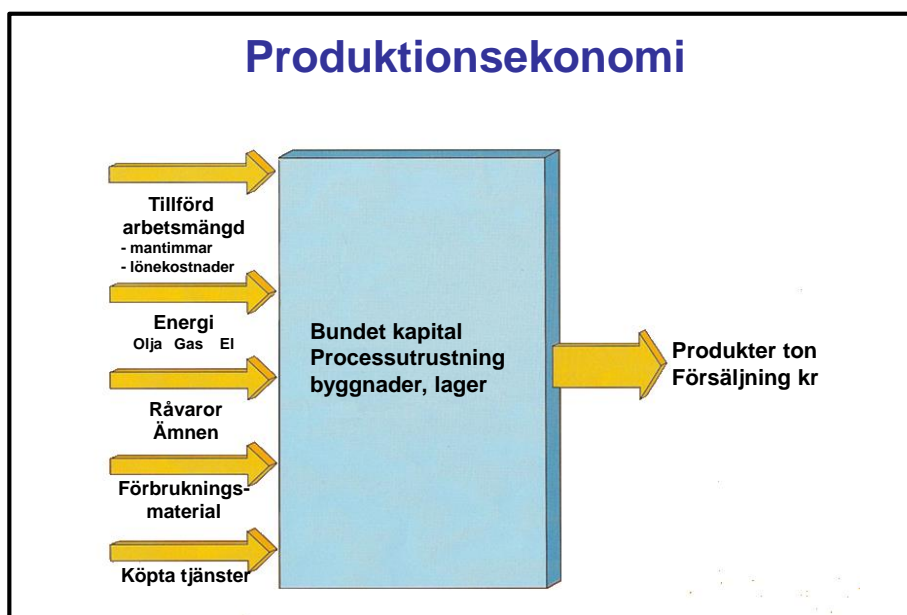 Produktionsekonomi
Tillförd
arbetsmängd
- mantimmar
- lönekostnader
Energi
Olja Gas El
Råvaror
Ämnen
Förbruknings-
material
Köpta tjänster
Bundet kapital
Processutrustning
byggnader, lager
Produkter ton
Försäljning kr